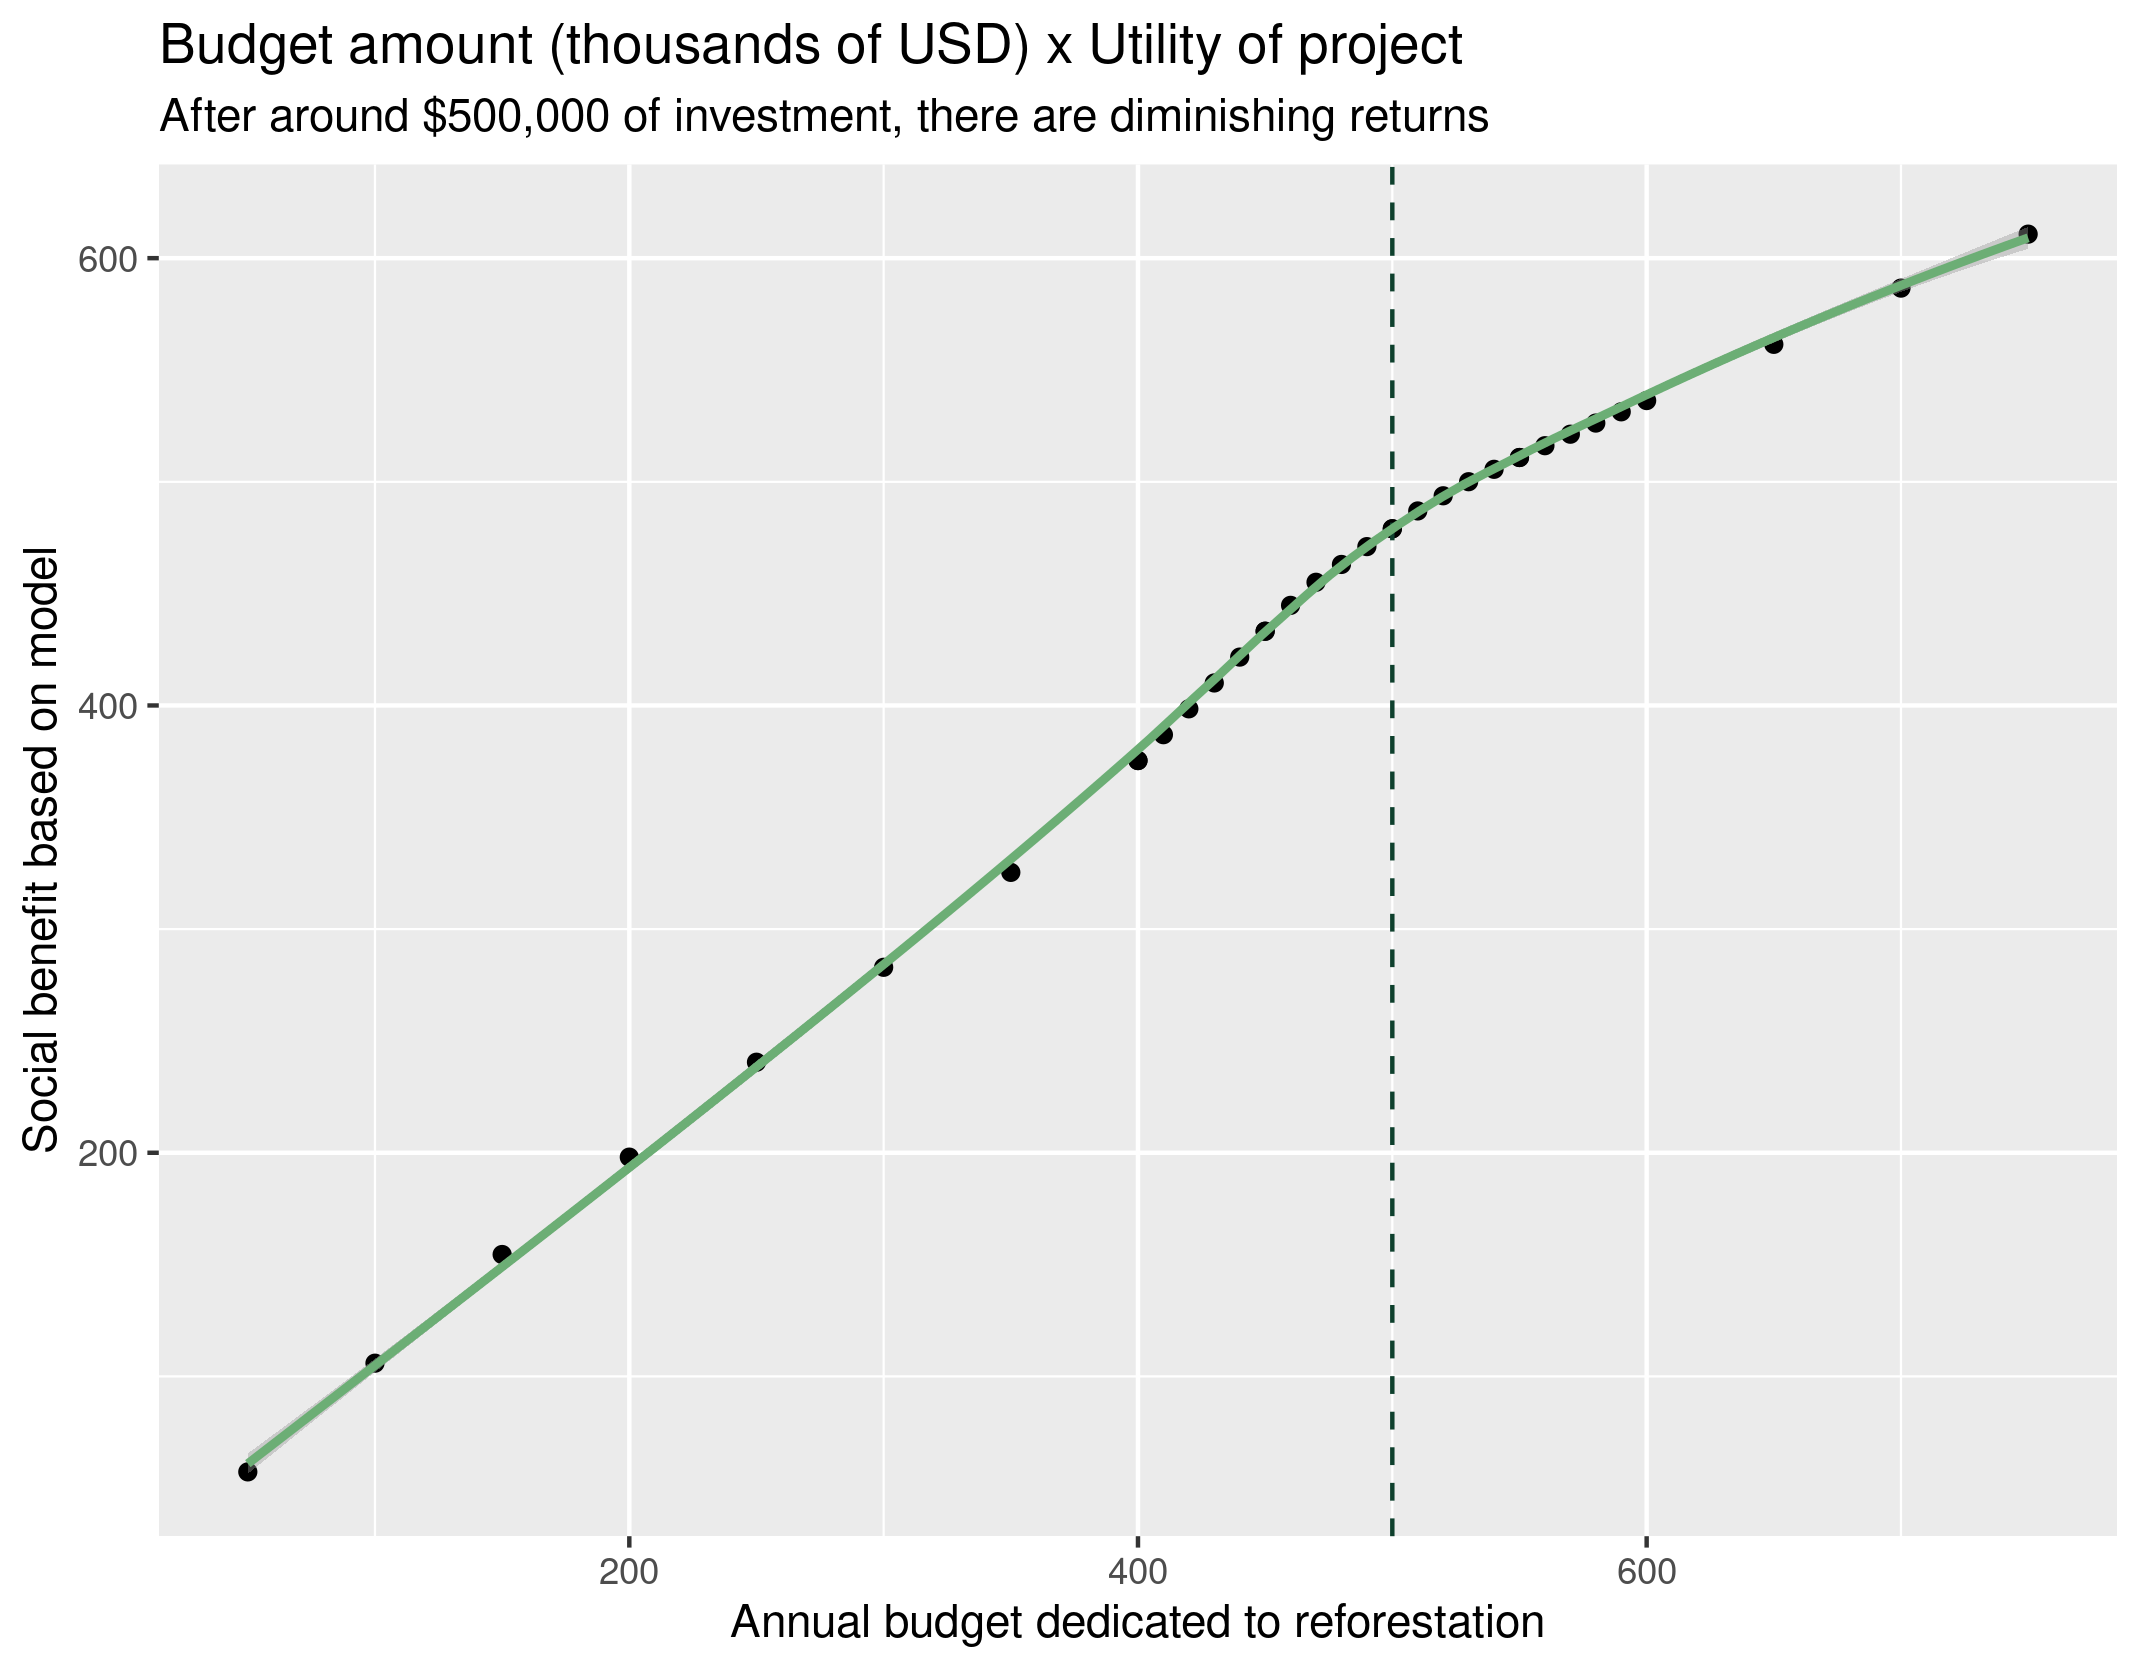 Budget amount (thousands of USD) x Utility of project
After around $500,000 of investment, there are diminishing returns
Social benefit based on model
600
400
200
200
400
600
Annual budget dedicated to reforestation